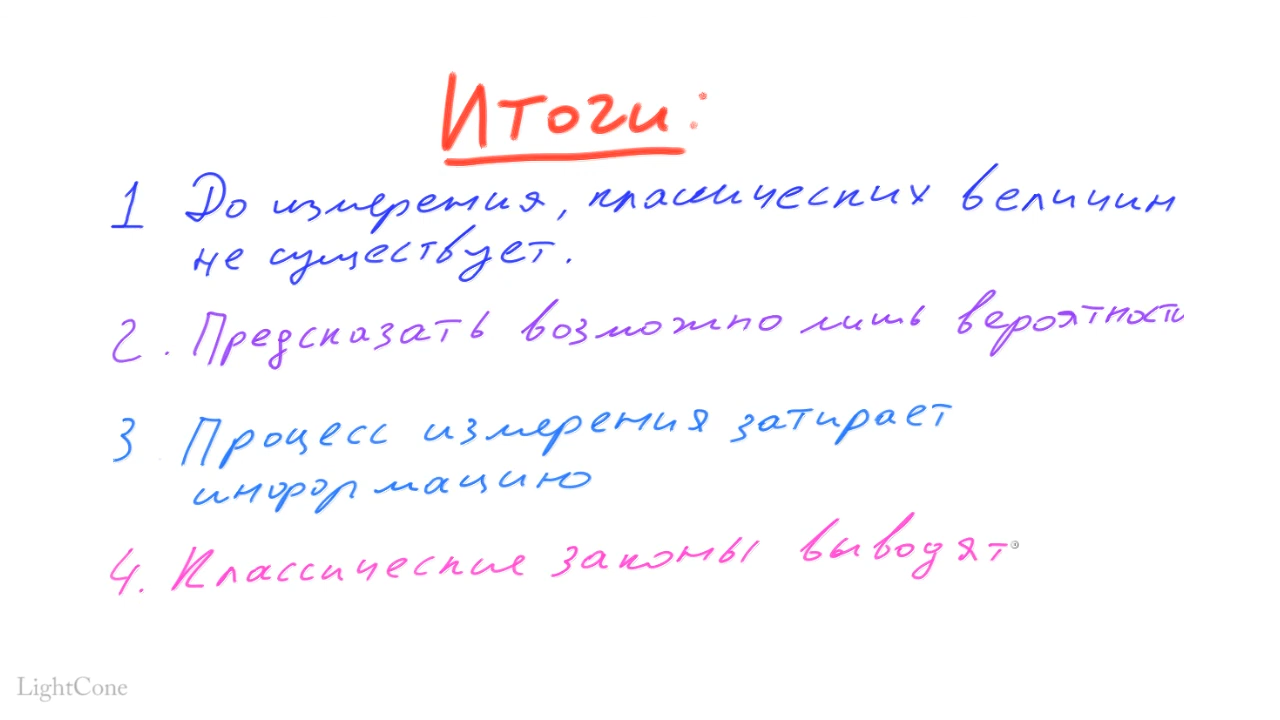 Итоги:
1 До измерения, классических величин
не существует.
2. Предсказать возможно лишь вероятности
3 Процесс измерения затирает
информацию
4. Классические законы выводят
LightCone